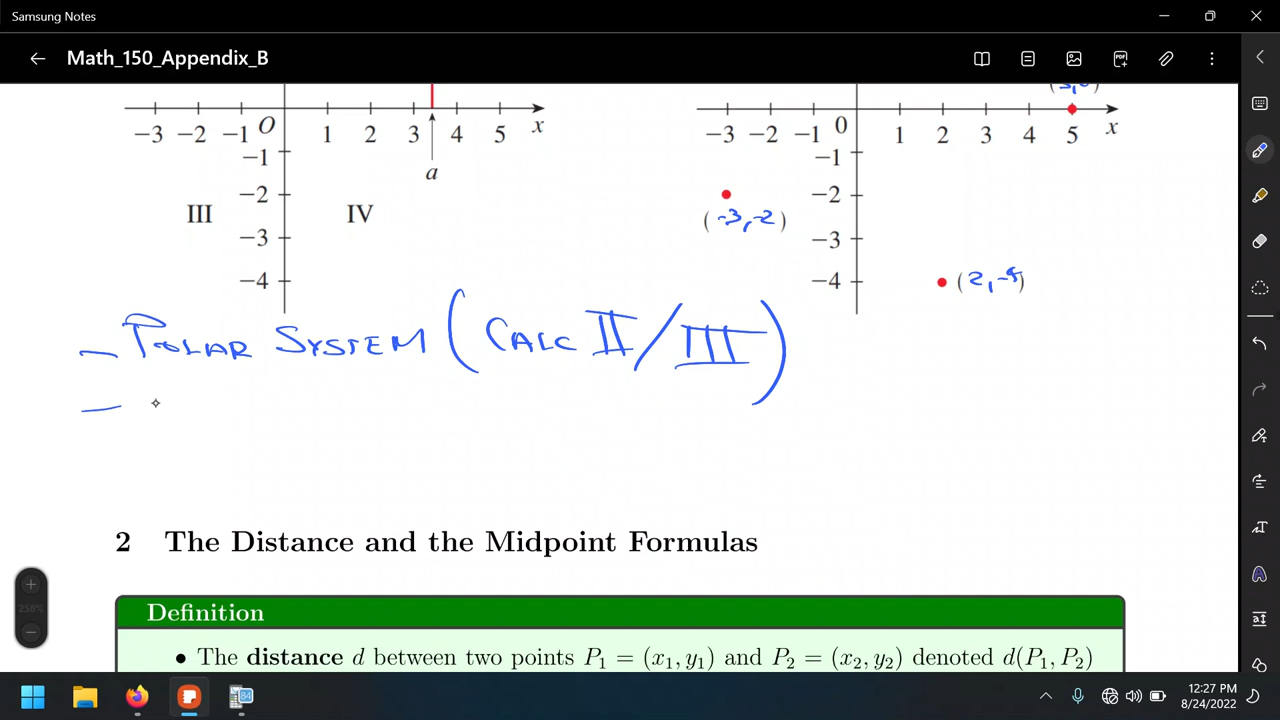 Samsung Notes
Math_150_Appendix_B
−3 −2 −1 O 1 2 3 4 5 x
−1
a
−2
III IV
−3
−4
−3 −2 −1 0 1 2 3 4 5 x
−1
−2
(-3,-2)
−3
−4
(2,-4)
— POLAR SYSTEM (CALC II/III)
—
2 The Distance and the Midpoint Formulas
Definition
• The distance d between two points P₁ = (x₁, y₁) and P₂ = (x₂, y₂) denoted d(P₁, P₂)
258%
84
12:27 PM
8/24/2022